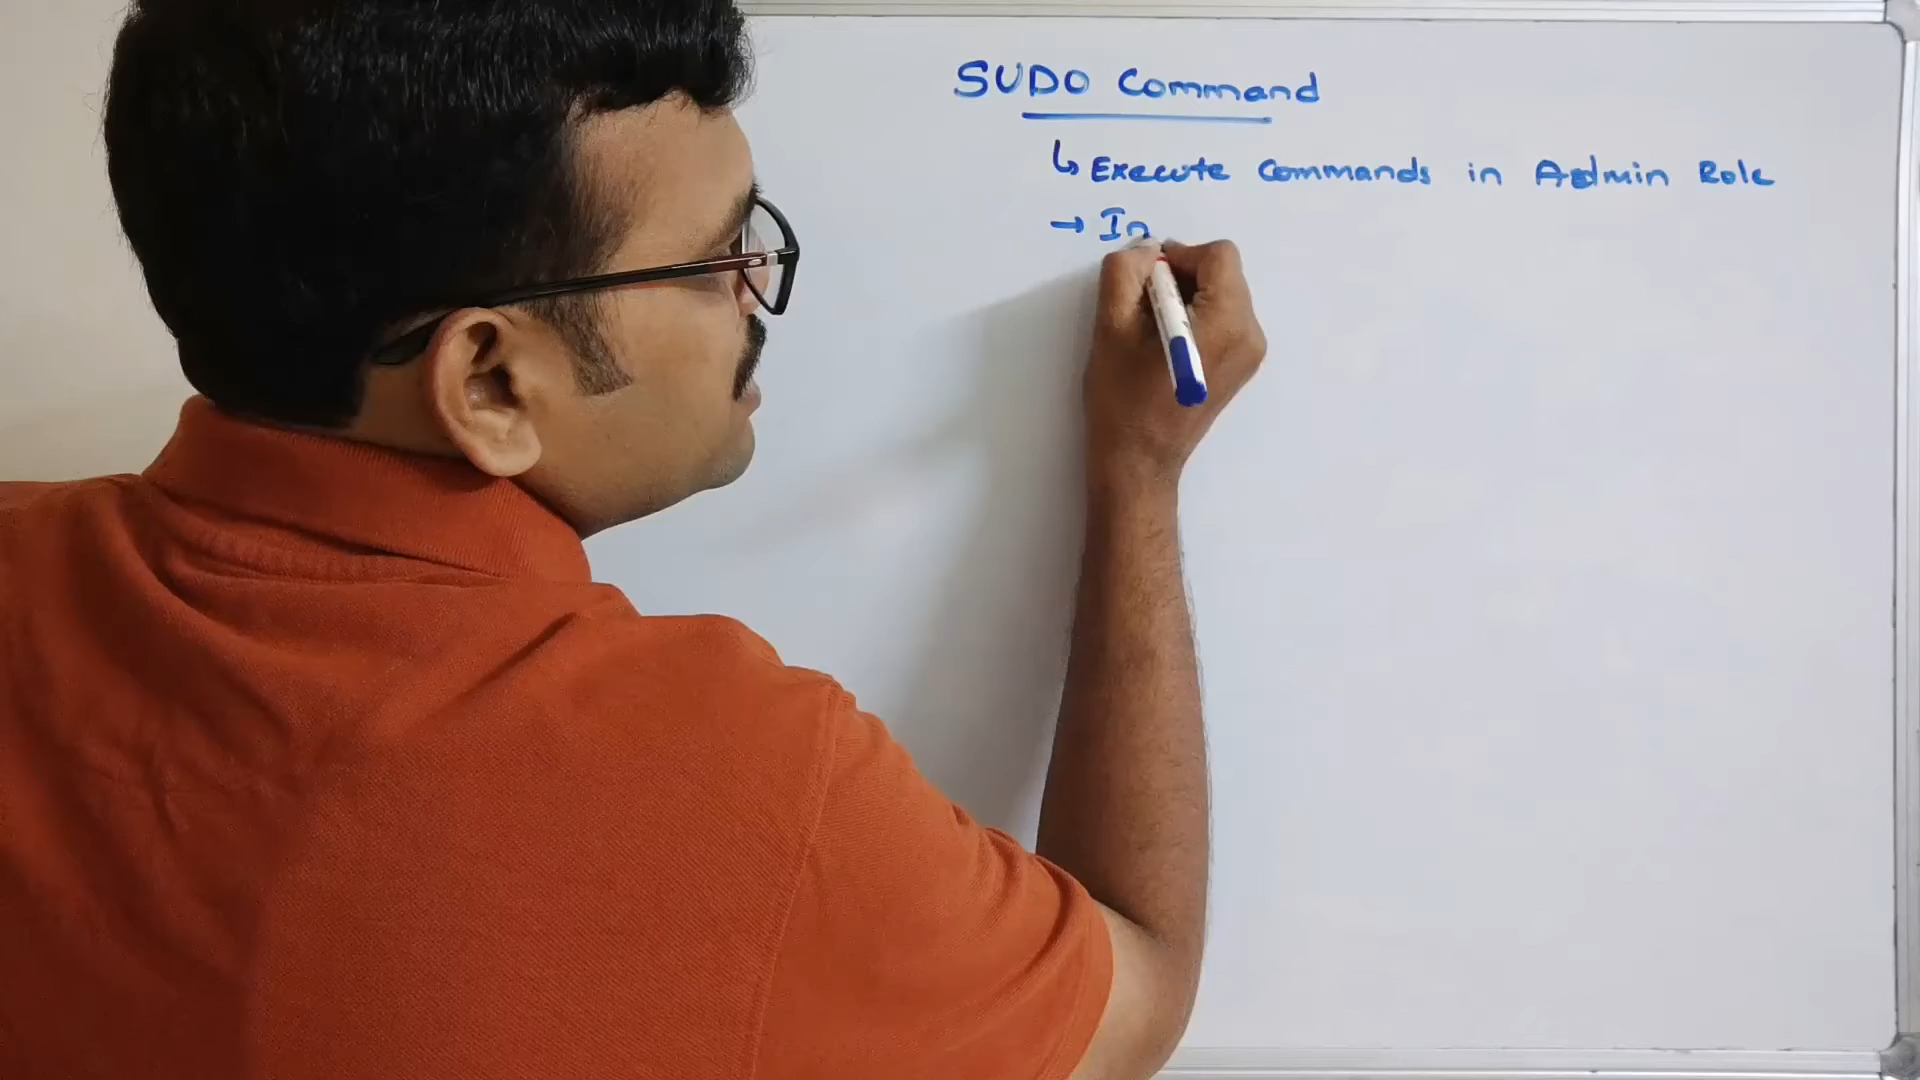 SUDO Command
↳ Execute Commands in Admin Role
→ In